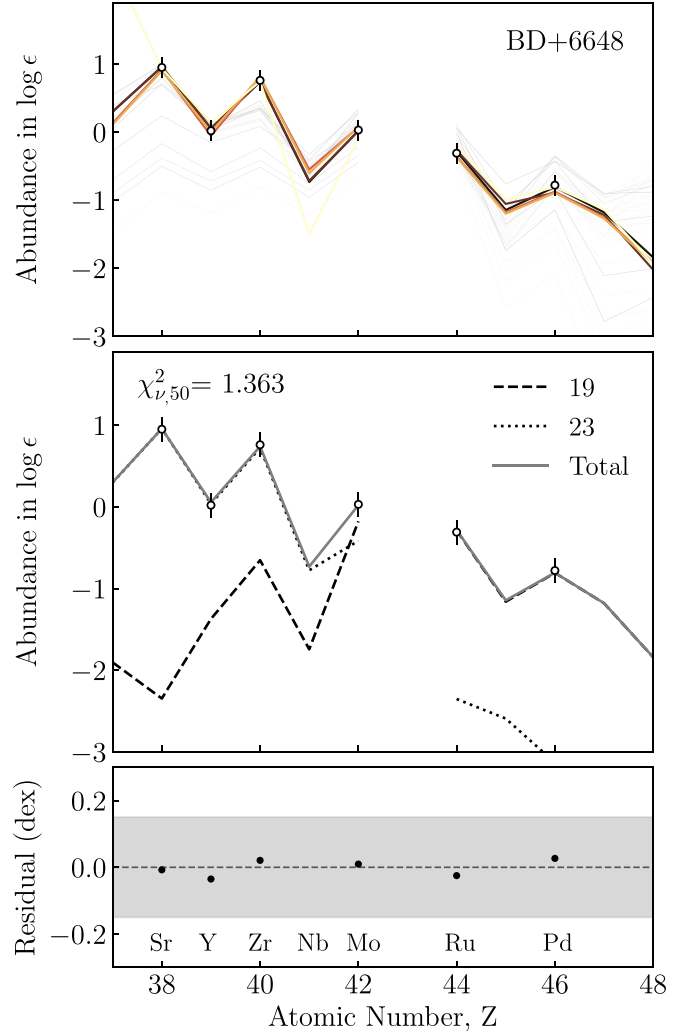 BD+6648
Abundance in log ϵ
1
0
−1
−2
−3
χ²ν,50= 1.363
19
23
Total
Abundance in log ϵ
1
0
−1
−2
−3
Residual (dex)
0.2
0.0
−0.2
Sr Y Zr Nb Mo Ru Pd
38 40 42 44 46 48
Atomic Number, Z